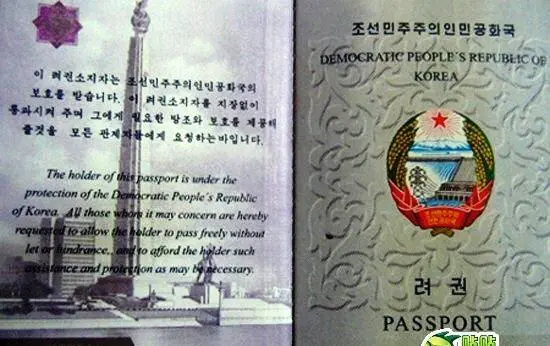 이 려권소지자는 조선민주주의인민공화국의
보호를 받습니다. 이 려권소지자를 지장없이
통과시켜 주며 그에게 필요한 방조와 보호를 제공해
줄것을 모든 관계자들에게 요청하는바입니다.
The holder of this passport is under the
protection of the Democratic People's Republic
of Korea. All those whom it may concern are hereby
requested to allow the holder to pass freely without
let or hindrance,, and to afford the holder such
assistance and protection as may be necessary.
조선민주주의인민공화국
DEMOCRATIC PEOPLE'S REPUBLIC OF
KOREA
려 권
PASSPORT